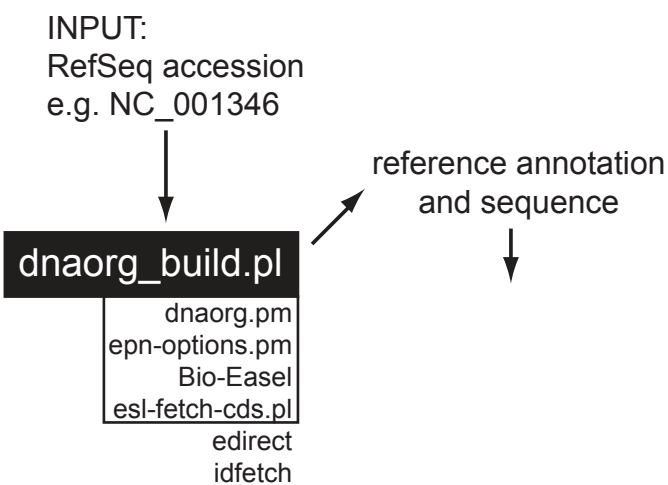 INPUT:
RefSeq accession
e.g. NC_001346
reference annotation
and sequence
dnaorg_build.pl
dnaorg.pm
epn-options.pm
Bio-Easel
esl-fetch-cds.pl
edirect
idfetch